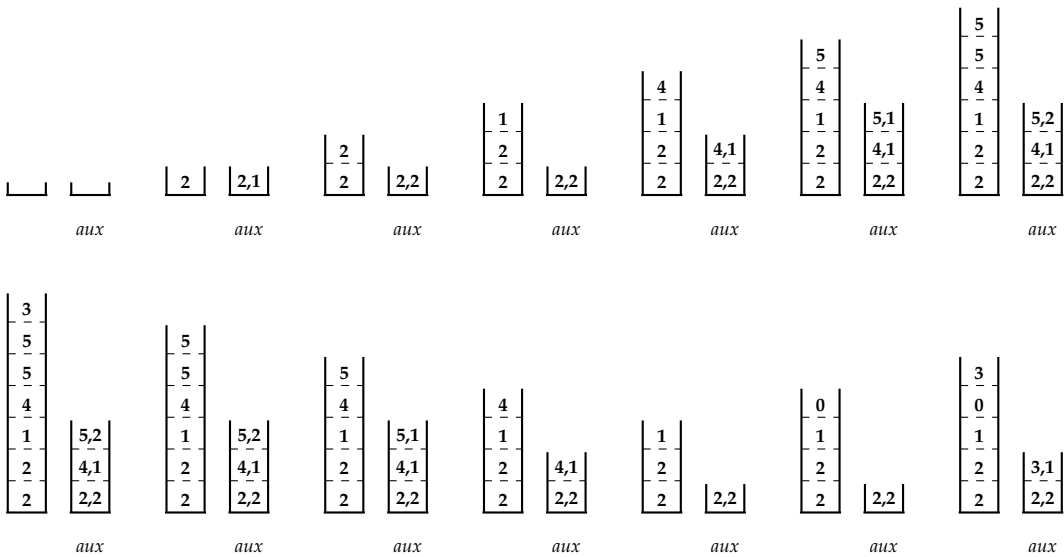 5
5 5
4 4 4
1 1 1 5,1 1 5,2
2 2 2 4,1 2 4,1 2 4,1
2 2,1 2 2,2 2 2,2 2 2,2 2 2,2 2 2,2
aux aux aux aux aux aux aux
3
5 5
5 5 5 3
4 4 4 4 0 0
1 5,2 1 5,2 1 5,1 1 1 1 1
2 4,1 2 4,1 2 4,1 2 4,1 2 2 2 3,1
2 2,2 2 2,2 2 2,2 2 2,2 2 2,2 2 2,2 2 2,2
aux aux aux aux aux aux aux